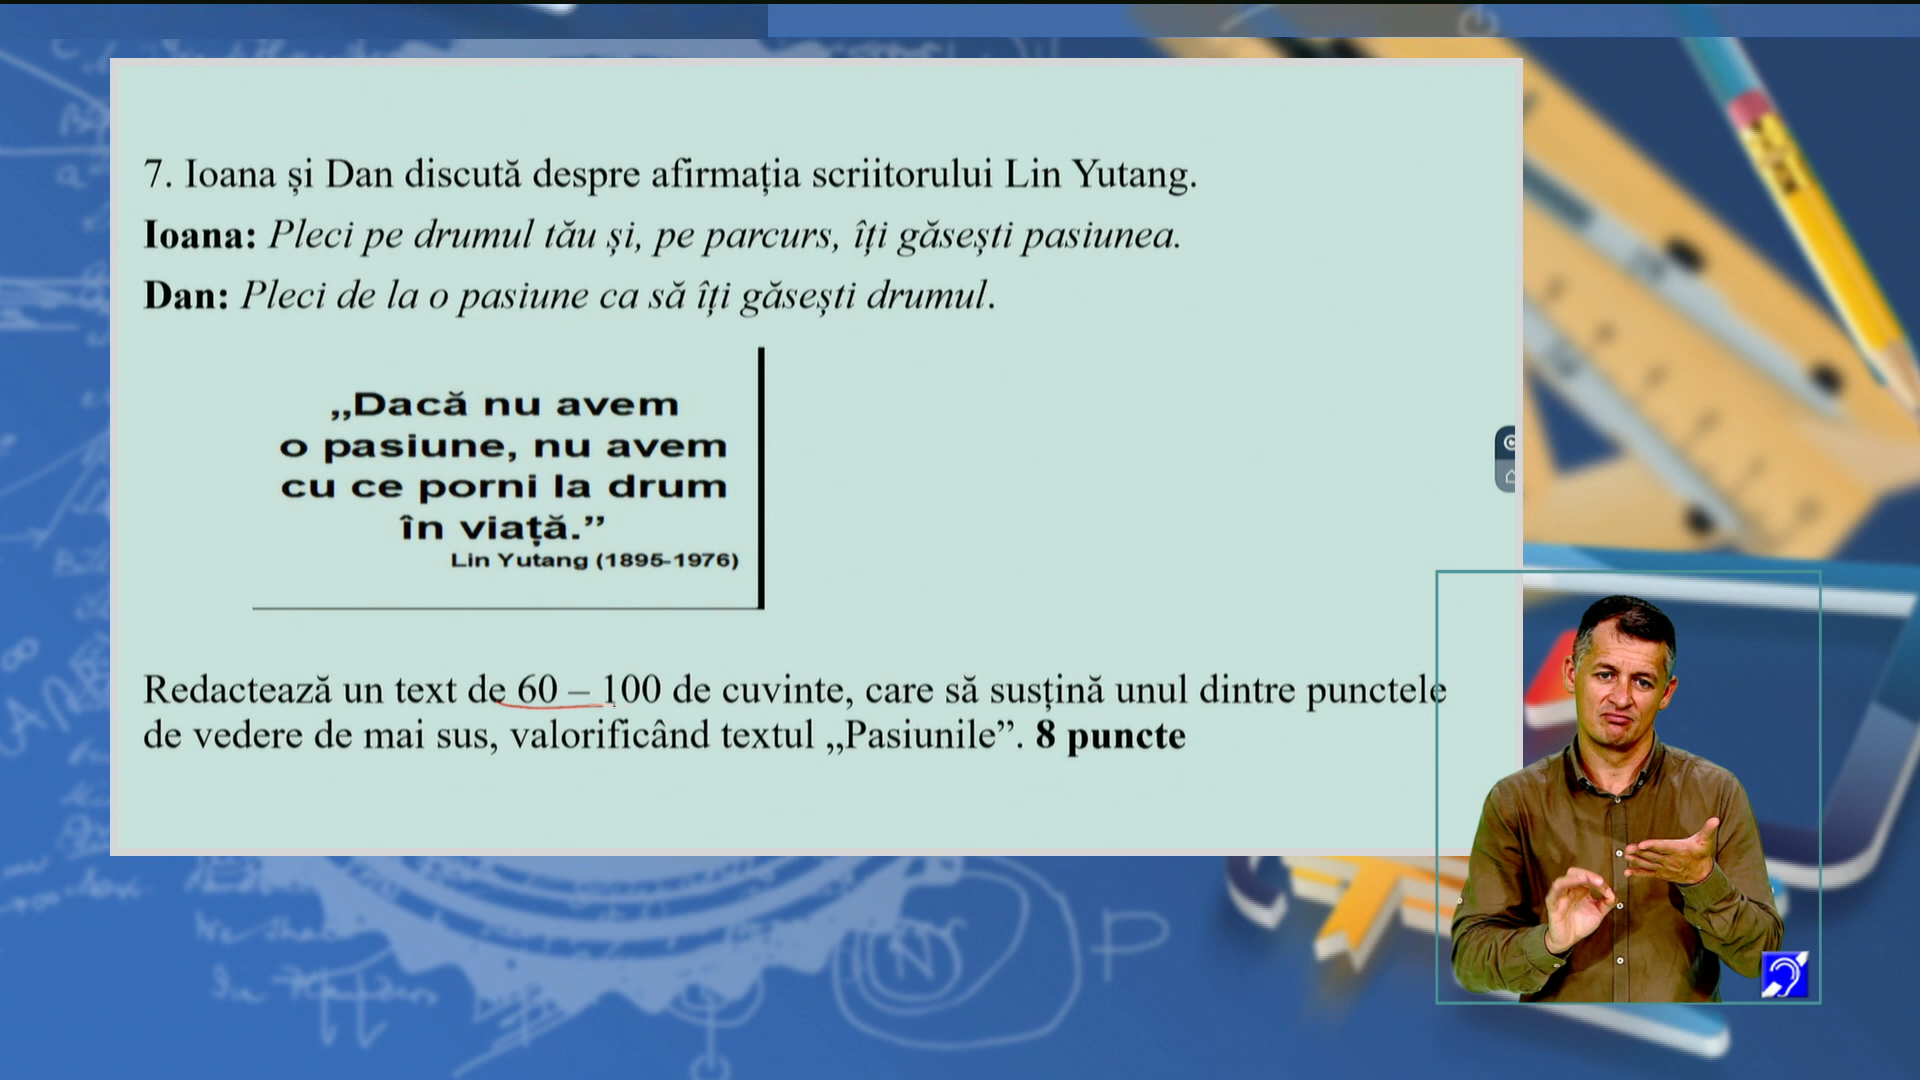 7. Ioana și Dan discută despre afirmația scriitorului Lin Yutang.
Ioana: Pleci pe drumul tău și, pe parcurs, îți găsești pasiunea.
Dan: Pleci de la o pasiune ca să îți găsești drumul.
„Dacă nu avem
o pasiune, nu avem
cu ce porni la drum
în viață.”
Lin Yutang (1895-1976)
Redactează un text de 60 – 100 de cuvinte, care să susțină unul dintre punctele
de vedere de mai sus, valorificând textul „Pasiunile”. 8 puncte